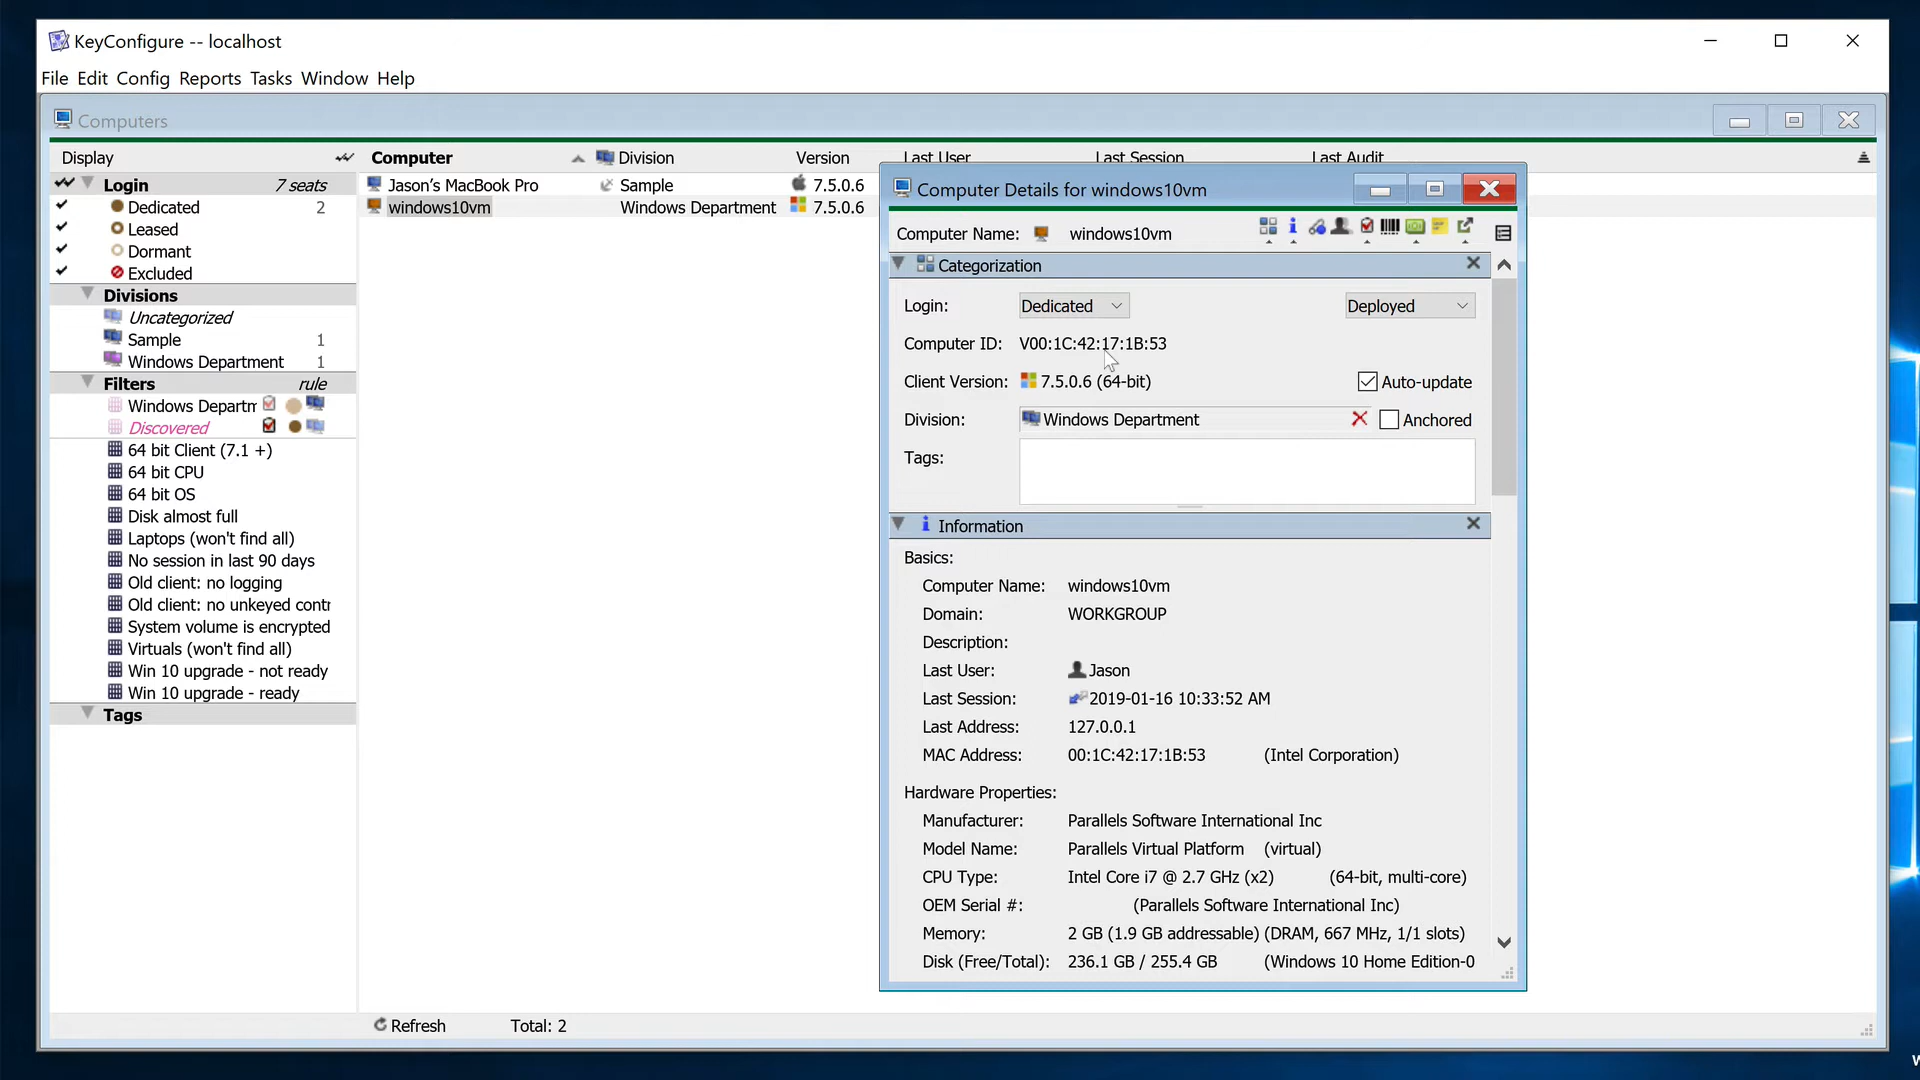 KeyConfigure -- localhost
File Edit Config Reports Tasks Window Help
Computers
Display
Login 7 seats
Dedicated 2
Leased
Dormant
Excluded
Divisions
Uncategorized
Sample 1
Windows Department 1
Filters rule
Windows Departm
Discovered
64 bit Client (7.1 +)
64 bit CPU
64 bit OS
Disk almost full
Laptops (won't find all)
No session in last 90 days
Old client: no logging
Old client: no unkeyed contr
System volume is encrypted
Virtuals (won't find all)
Win 10 upgrade - not ready
Win 10 upgrade - ready
Tags
Computer Division Version Last User Last Session Last Audit
Jason's MacBook Pro Sample 7.5.0.6
windows10vm Windows Department 7.5.0.6
Refresh Total: 2
Computer Details for windows10vm
Computer Name: windows10vm
Categorization
Login: Dedicated Deployed
Computer ID: V00:1C:42:17:1B:53
Client Version: 7.5.0.6 (64-bit) Auto-update
Division: Windows Department Anchored
Tags:
Information
Basics:
Computer Name: windows10vm
Domain: WORKGROUP
Description:
Last User: Jason
Last Session: 2019-01-16 10:33:52 AM
Last Address: 127.0.0.1
MAC Address: 00:1C:42:17:1B:53 (Intel Corporation)
Hardware Properties:
Manufacturer: Parallels Software International Inc
Model Name: Parallels Virtual Platform (virtual)
CPU Type: Intel Core i7 @ 2.7 GHz (x2) (64-bit, multi-core)
OEM Serial #: (Parallels Software International Inc)
Memory: 2 GB (1.9 GB addressable) (DRAM, 667 MHz, 1/1 slots)
Disk (Free/Total): 236.1 GB / 255.4 GB (Windows 10 Home Edition-0